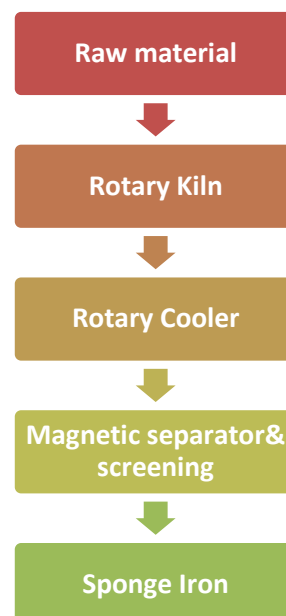 Raw material
Rotary Kiln
Rotary Cooler
Magnetic separator&
screening
Sponge Iron